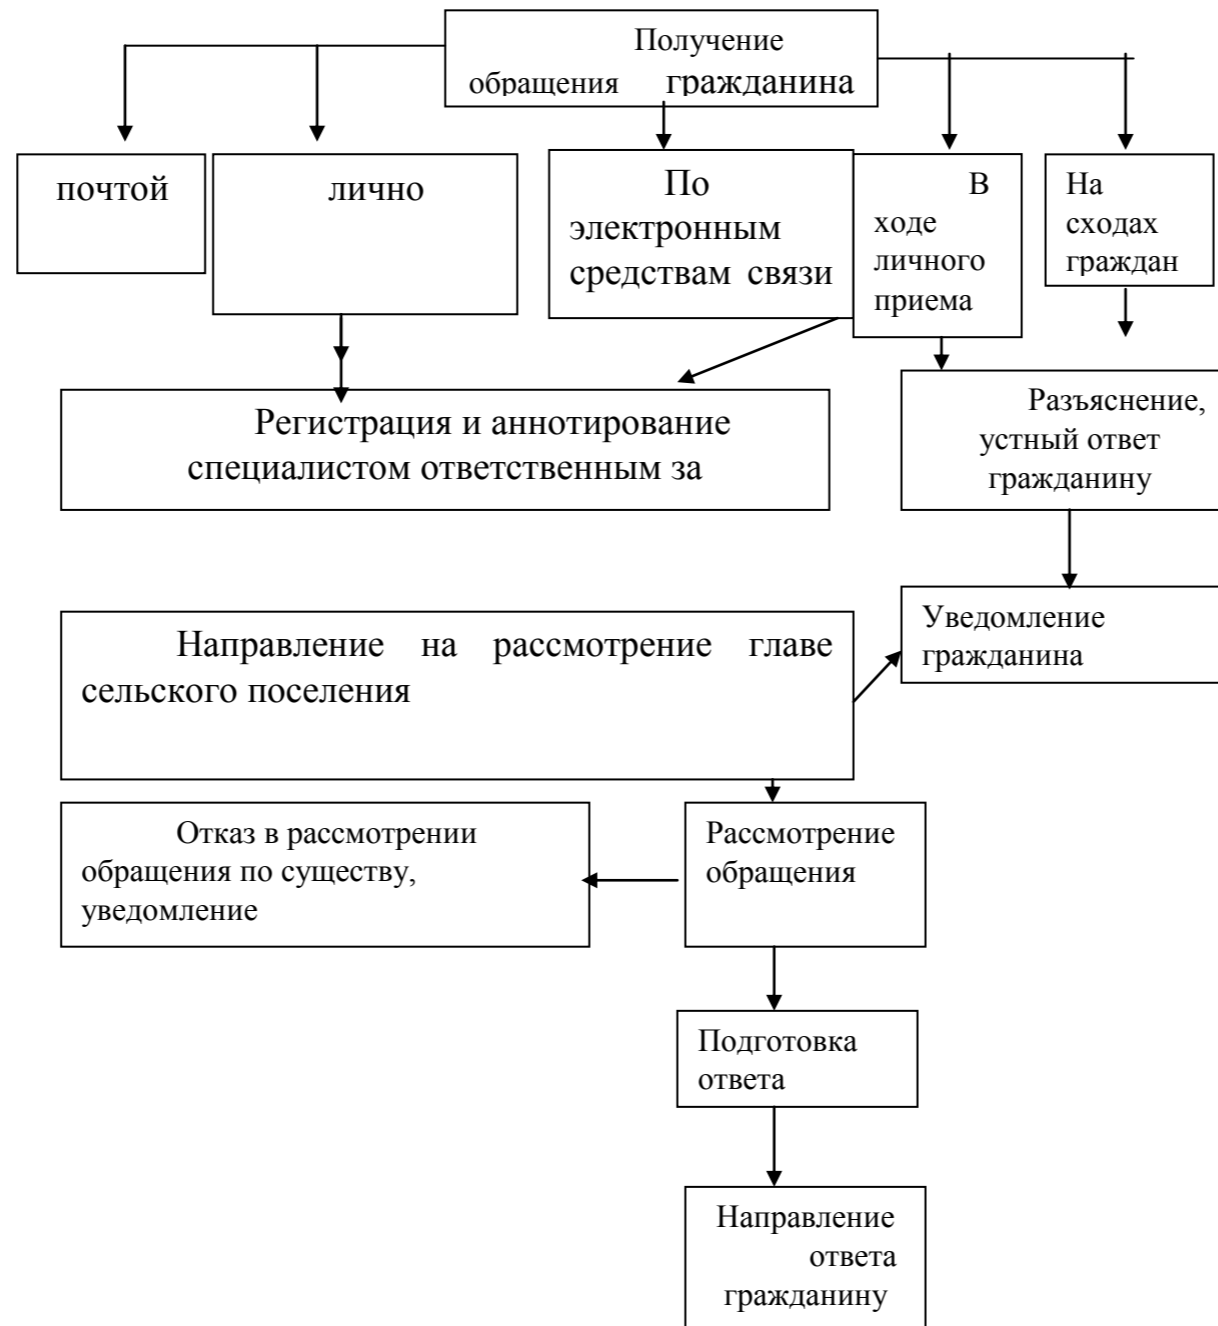 Получение
обращения гражданина
почтой
лично
По
электронным
средствам связи
В
ходе
личного
приема
На
сходах
граждан
Регистрация и аннотирование
специалистом ответственным за
Разъяснение,
устный ответ
гражданину
Направление на рассмотрение главе
сельского поселения
Уведомление
гражданина
Отказ в рассмотрении
обращения по существу,
уведомление
Рассмотрение
обращения
Подготовка
ответа
Направление
ответа
гражданину